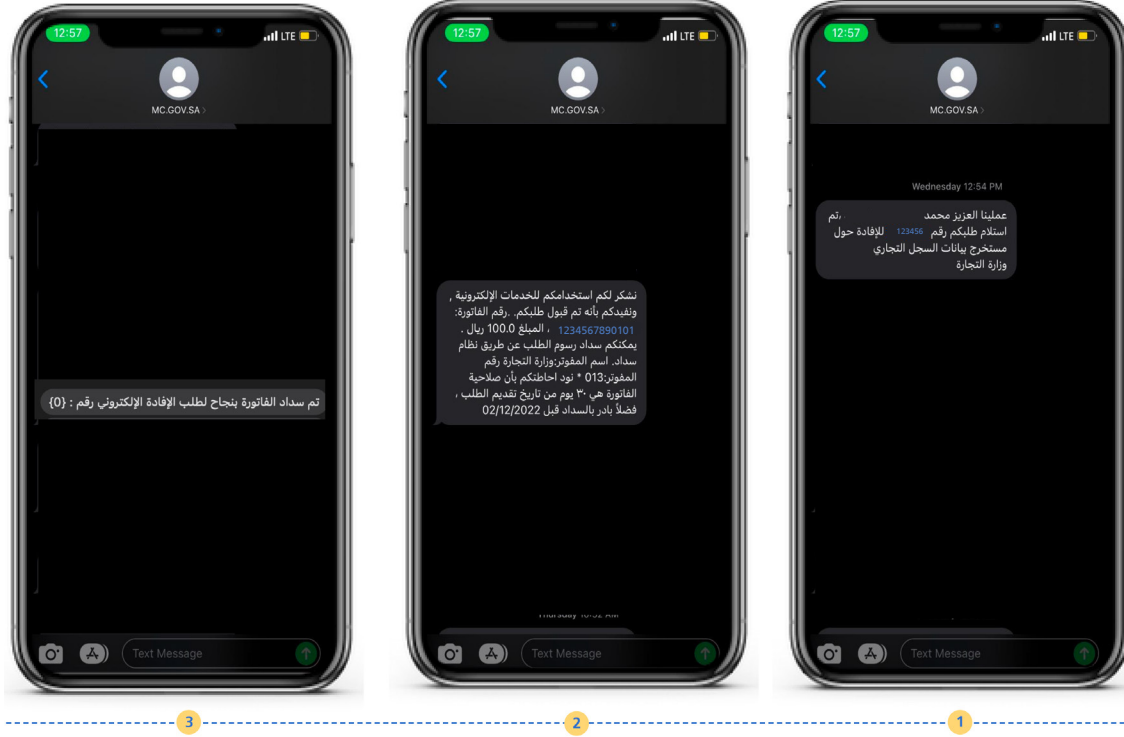 12:57
LTE
MC.GOV.SA >
Wednesday 12:54 PM
عملينا العزيز محمد ،تم
استلام طلبكم رقم 123456 للإفادة حول
مستخرج بيانات السجل التجاري
وزارة التجارة
Text Message
1
12:57
LTE
MC.GOV.SA >
نشكر لكم استخدامكم للخدمات الإلكترونية ,
ونفيدكم بأنه تم قبول طلبكم. .رقم الفاتورة:
1234567890101 ، المبلغ 100.0 ريال .
يمكنكم سداد رسوم الطلب عن طريق نظام
سداد. اسم المفوتر:وزارة التجارة رقم
المفوتر:013 * نود احاطتكم بأن صلاحية
الفاتورة هي ٣٠ يوم من تاريخ تقديم الطلب ،
فضلاً بادر بالسداد قبل 02/12/2022
Text Message
2
12:57
LTE
MC.GOV.SA >
تم سداد الفاتورة بنجاح لطلب الإفادة الإلكتروني رقم : {0}
Text Message
3